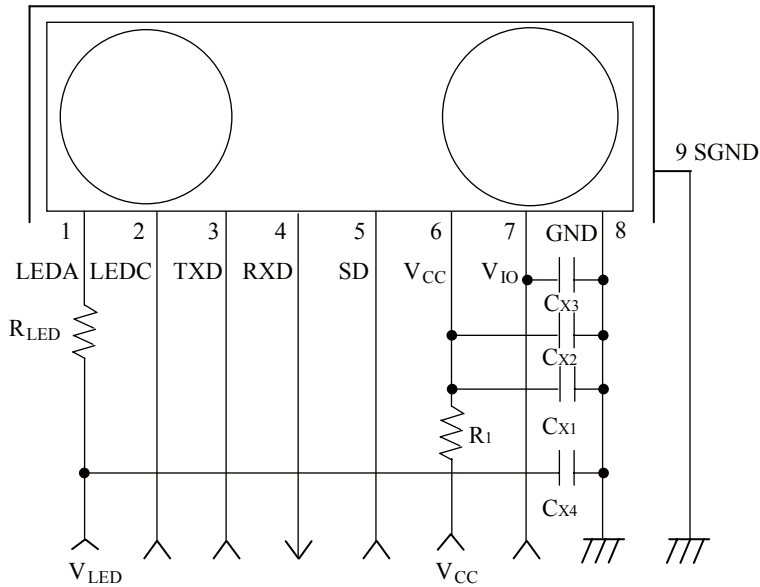 9 SGND
1 2 3 4 5 6 7 GND 8
LEDA LEDC TXD RXD SD VCC VIO
CX3
RLED
CX2
R1
CX1
CX4
VLED VCC